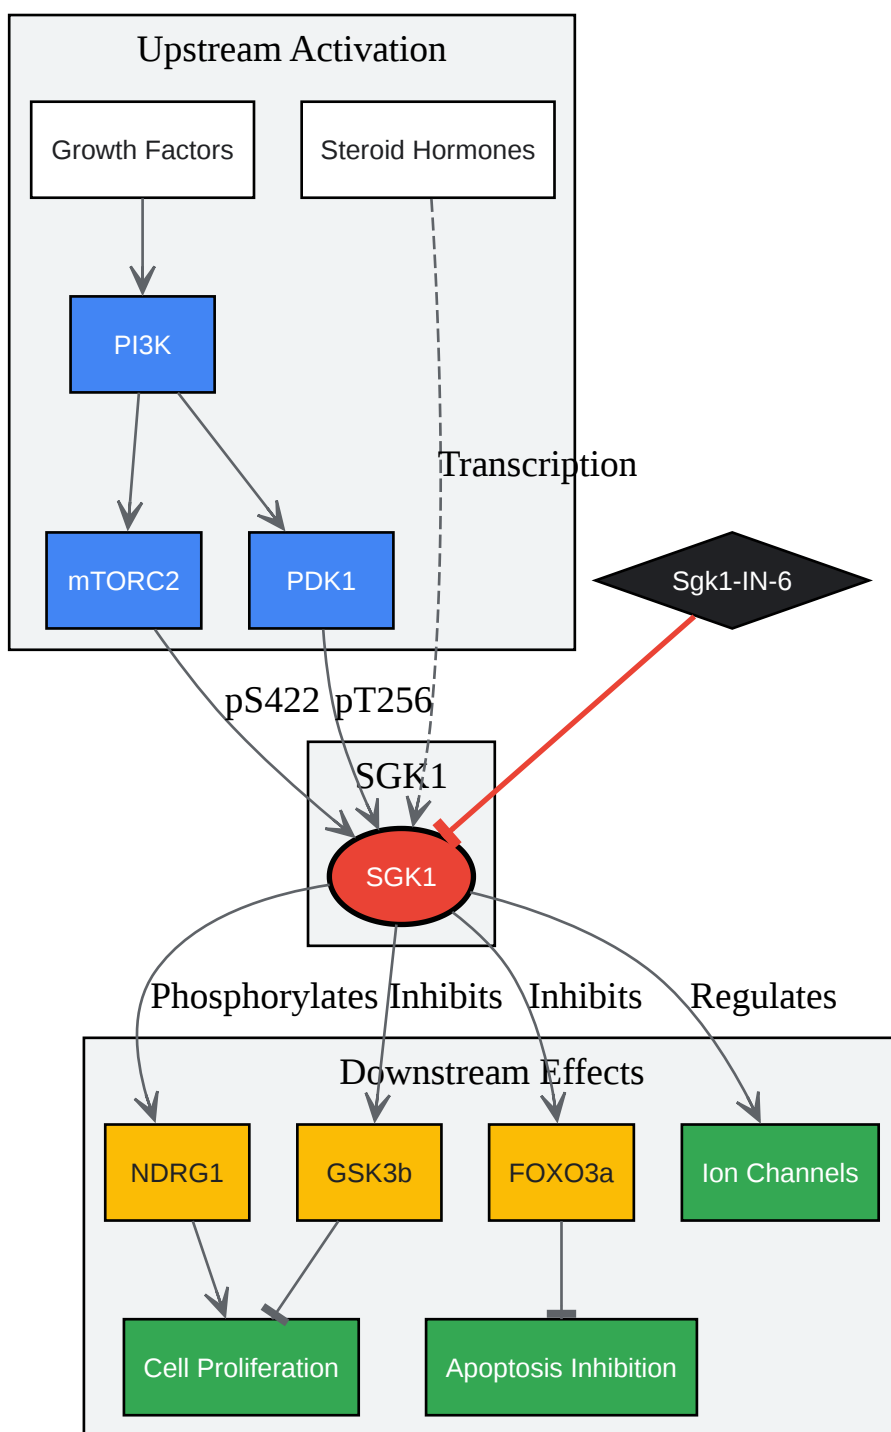 Upstream Activation
Growth Factors
Steroid Hormones
PI3K
Transcription
mTORC2
PDK1
Sgk1-IN-6
pS422
pT256
SGK1
SGK1
Phosphorylates
Inhibits
Inhibits
Regulates
Downstream Effects
NDRG1
GSK3b
FOXO3a
Ion Channels
Cell Proliferation
Apoptosis Inhibition